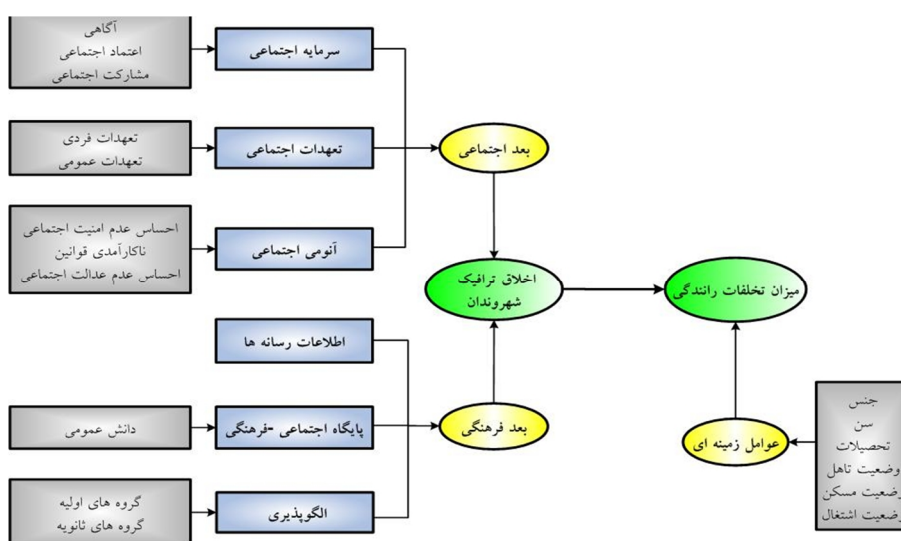 آگاهی
اعتماد اجتماعی
مشارکت اجتماعی
سرمایه اجتماعی
تعهدات فردی
تعهدات عمومی
تعهدات اجتماعی
بعد اجتماعی
احساس عدم امنیت اجتماعی
ناکارآمدی قوانین
احساس عدم عدالت اجتماعی
آنومی اجتماعی
اخلاق ترافیک
شهروندان
میزان تخلفات رانندگی
اطلاعات رسانه ها
دانش عمومی
پایگاه اجتماعی -فرهنگی
بعد فرهنگی
گروه های اولیه
گروه های ثانویه
الگوپذیری
عوامل زمینه ای
جنس
سن
تحصیلات
وضعیت تاهل
وضعیت مسکن
وضعیت اشتغال